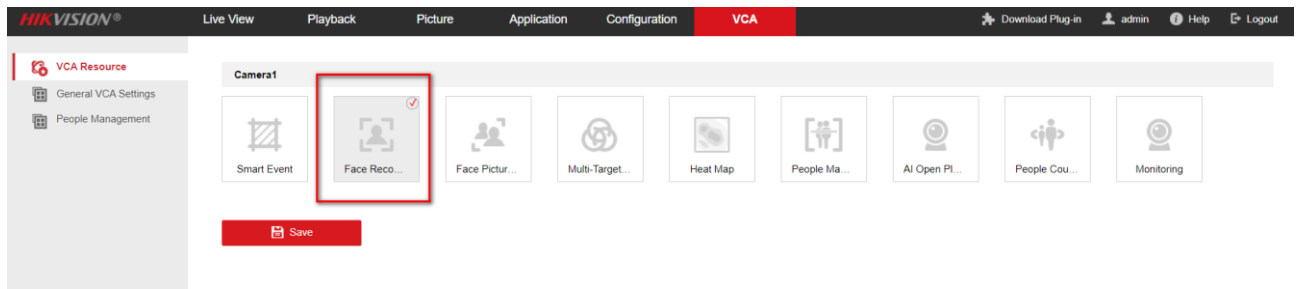 HIKVISION® Live View Playback Picture Application Configuration VCA Download Plug-in admin Help Logout
VCA Resource
General VCA Settings
People Management
Camera1
Smart Event Face Reco... Face Pictur... Multi-Target... Heat Map People Ma... AI Open Pl... People Cou... Monitoring
Save